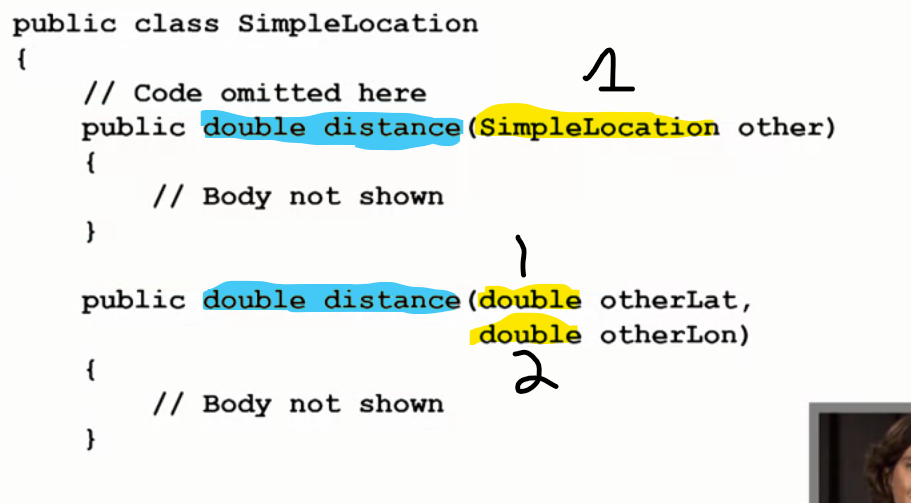 public class SimpleLocation
{
// Code omitted here
1
public double distance(SimpleLocation other)
{
// Body not shown
}
1
public double distance(double otherLat,
double otherLon)
2
{
// Body not shown
}